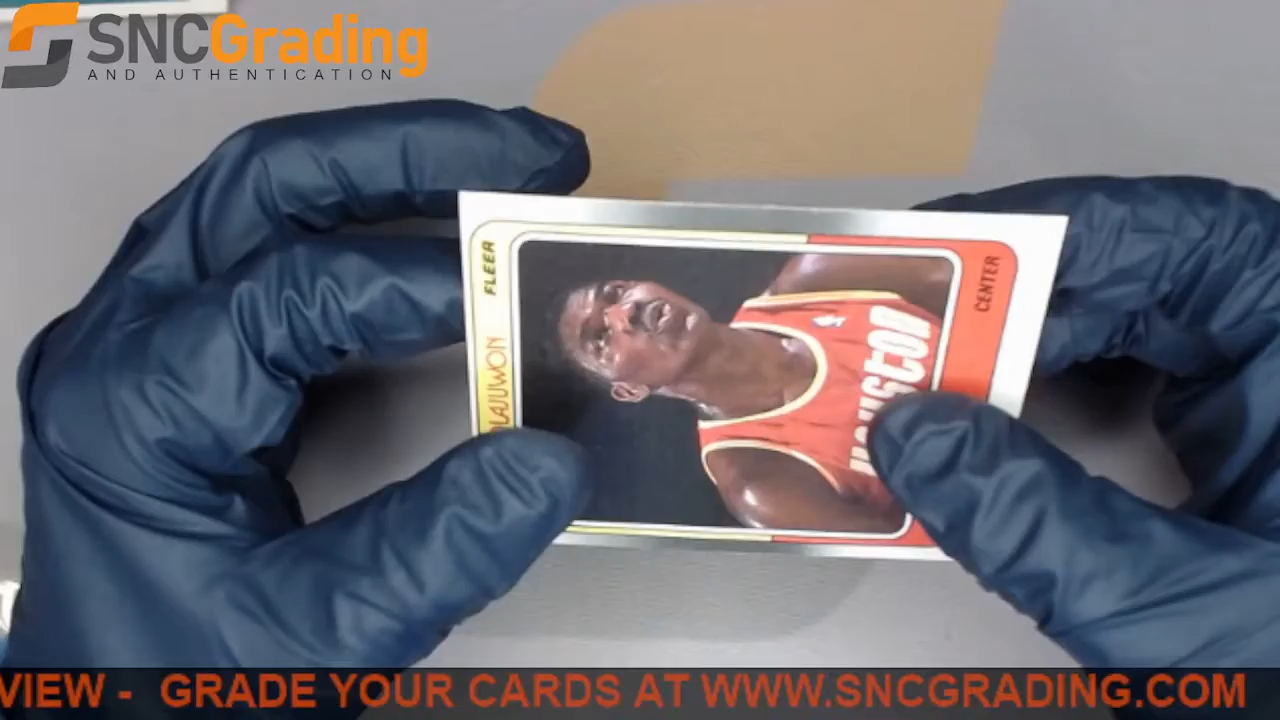 SNCGrading
AND AUTHENTICATION
FLEER
CENTER
HOUSTON
VIEW - GRADE YOUR CARDS AT WWW.SNCGRADING.COM